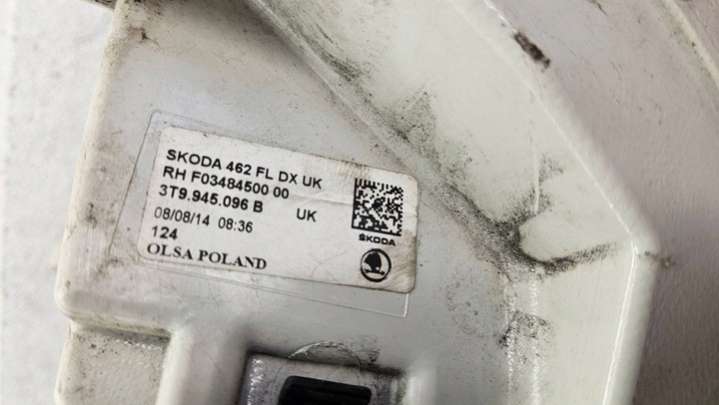 SKODA 462 FL DX UK
RH F03484500 00
3T9.945.096 B UK
08/08/14 08:36
124
OLSA POLAND
ŠKODA